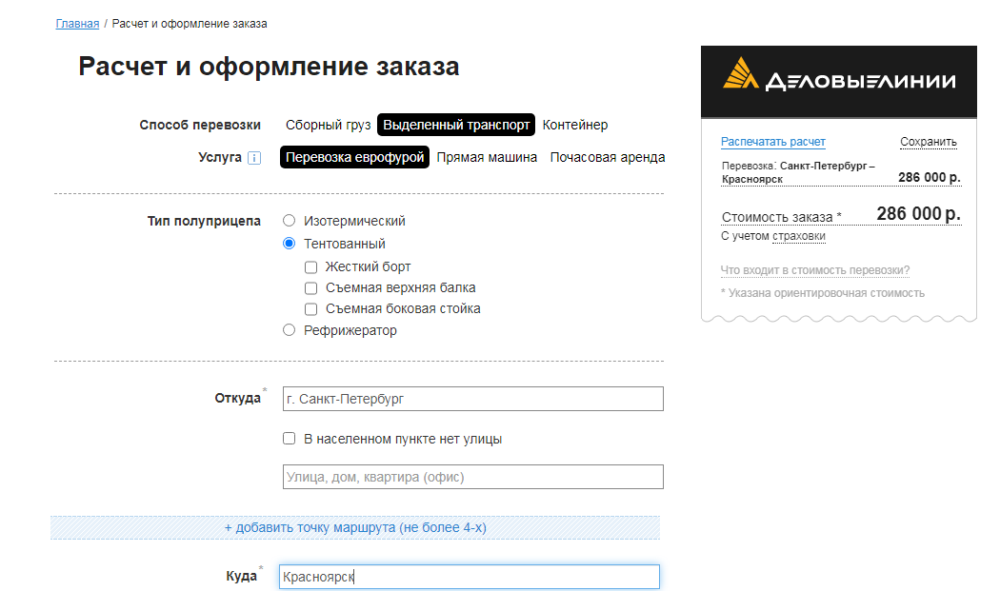 Главная / Расчет и оформление заказа
Расчет и оформление заказа
Способ перевозки Сборный груз Выделенный транспорт Контейнер
Услуга i Перевозка еврофурой Прямая машина Почасовая аренда
Тип полуприцепа Изотермический
Тентованный
Жесткий борт
Съемная верхняя балка
Съемная боковая стойка
Рефрижератор
Откуда* г. Санкт-Петербург
В населенном пункте нет улицы
Улица, дом, квартира (офис)
+ добавить точку маршрута (не более 4-х)
Куда* Красноярск
ДЕЛОВЫЕЛИНИИ
Распечатать расчет Сохранить
Перевозка: Санкт-Петербург –
Красноярск 286 000 р.
Стоимость заказа * 286 000 р.
С учетом страховки
Что входит в стоимость перевозки?
* Указана ориентировочная стоимость